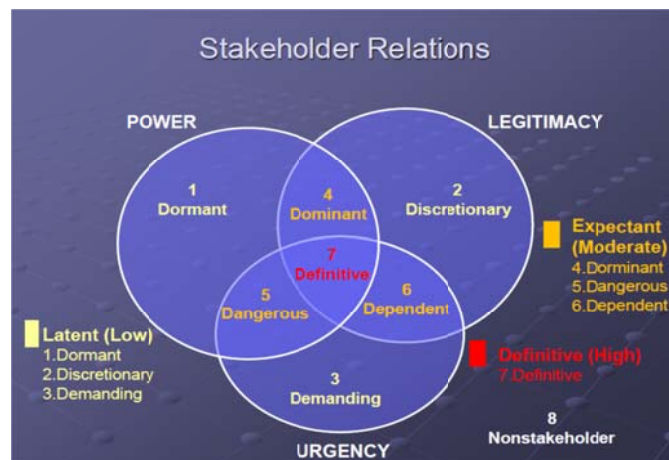 Stakeholder Relations
POWER
LEGITIMACY
1
Dormant
4
Dominant
2
Discretionary
7
Definitive
5
Dangerous
6
Dependent
3
Demanding
URGENCY
Expectant
(Moderate)
4.Dorminant
5.Dangerous
6.Dependent
Latent (Low)
1.Dormant
2.Discretionary
3.Demanding
Definitive (High)
7.Definitive
8
Nonstakeholder